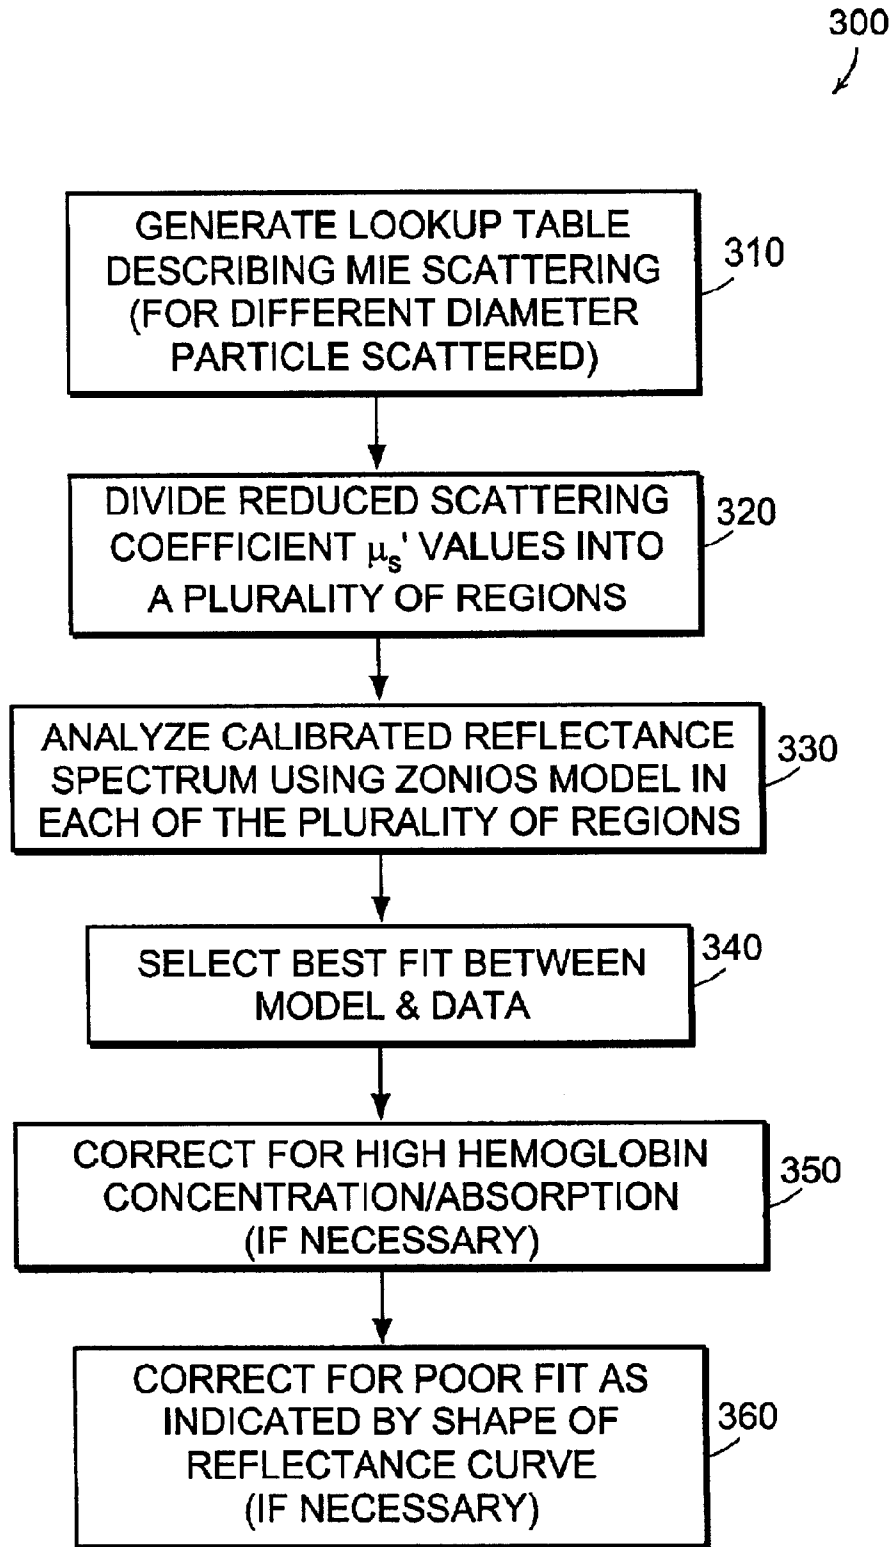 300
GENERATE LOOKUP TABLE
DESCRIBING MIE SCATTERING
(FOR DIFFERENT DIAMETER
PARTICLE SCATTERED)
310
DIVIDE REDUCED SCATTERING
COEFFICIENT μs' VALUES INTO
A PLURALITY OF REGIONS
320
ANALYZE CALIBRATED REFLECTANCE
SPECTRUM USING ZONIOS MODEL IN
EACH OF THE PLURALITY OF REGIONS
330
SELECT BEST FIT BETWEEN
MODEL & DATA
340
CORRECT FOR HIGH HEMOGLOBIN
CONCENTRATION/ABSORPTION
(IF NECESSARY)
350
CORRECT FOR POOR FIT AS
INDICATED BY SHAPE OF
REFLECTANCE CURVE
(IF NECESSARY)
360